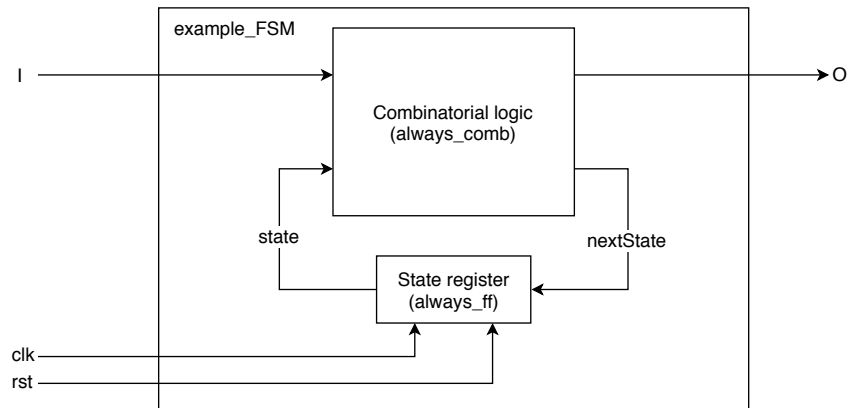 example_FSM
I
O
Combinatorial logic
(always_comb)
state
nextState
State register
(always_ff)
clk
rst